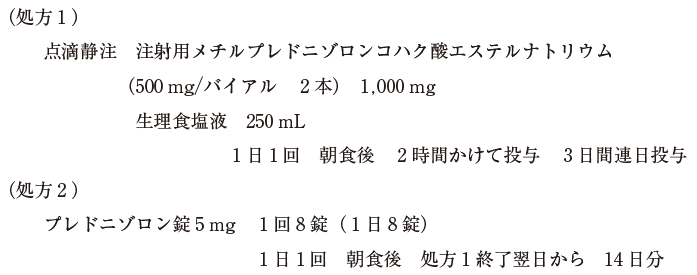 (処方1)
点滴静注 注射用メチルプレドニゾロンコハク酸エステルナトリウム
(500 mg/バイアル 2本) 1,000 mg
生理食塩液 250 mL
1日1回 朝食後 2時間かけて投与 3日間連日投与
(処方2)
プレドニゾロン錠5mg 1回8錠(1日8錠)
1日1回 朝食後 処方1終了翌日から 14日分